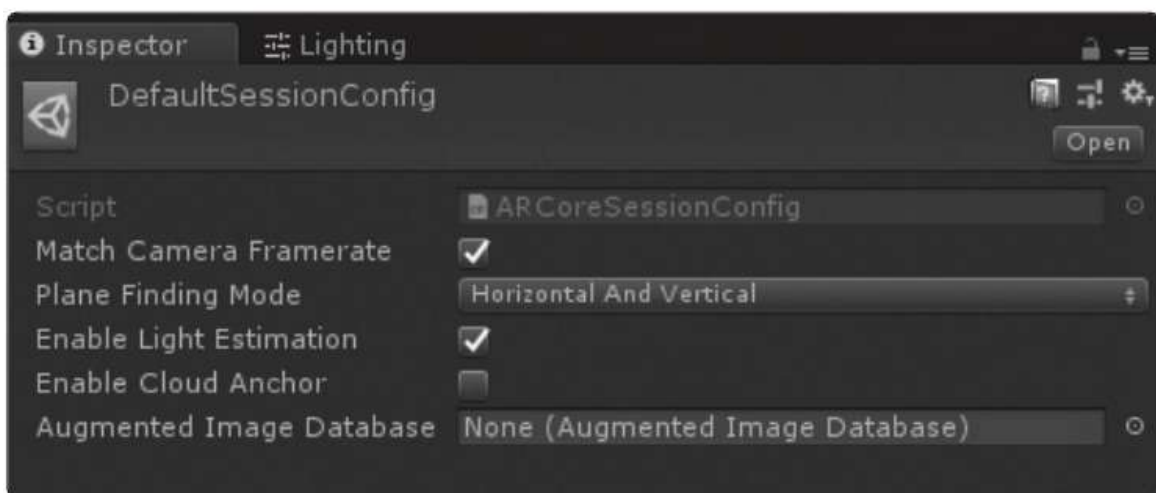 Inspector Lighting
DefaultSessionConfig
Open
Script ARCoreSessionConfig
Match Camera Framerate
Plane Finding Mode Horizontal And Vertical
Enable Light Estimation
Enable Cloud Anchor
Augmented Image Database None (Augmented Image Database)